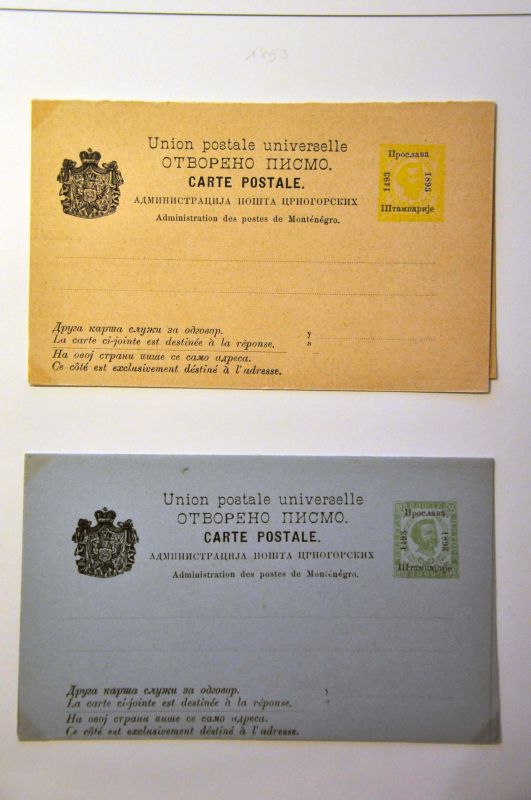 1893
Union postale universelle
ОТВОРЕНО ПИСМО.
CARTE POSTALE.
АДМИНИСТРАЦИЈА ПОШТА ЦРНОГОРСКИХ
Administration des postes de Monténégro.
Прослава
1493
1893
Штампарије
Друга карта служи за одговор.
La carte ci-jointe est destinée à la réponse.
На овој страни пише се само адреса.
Ce côté est exclusivement déstiné à l'adresse.
у
à
Union postale universelle
ОТВОРЕНО ПИСМО.
CARTE POSTALE.
АДМИНИСТРАЦИЈА ПОШТА ЦРНОГОРСКИХ
Administration des postes de Monténégro.
Прослава
1493
1893
Штампарије
Друга карта служи за одговор.
La carte ci-jointe est destinée à la réponse.
На овој страни пише се само адреса.
Ce côté est exclusivement déstiné à l'adresse.